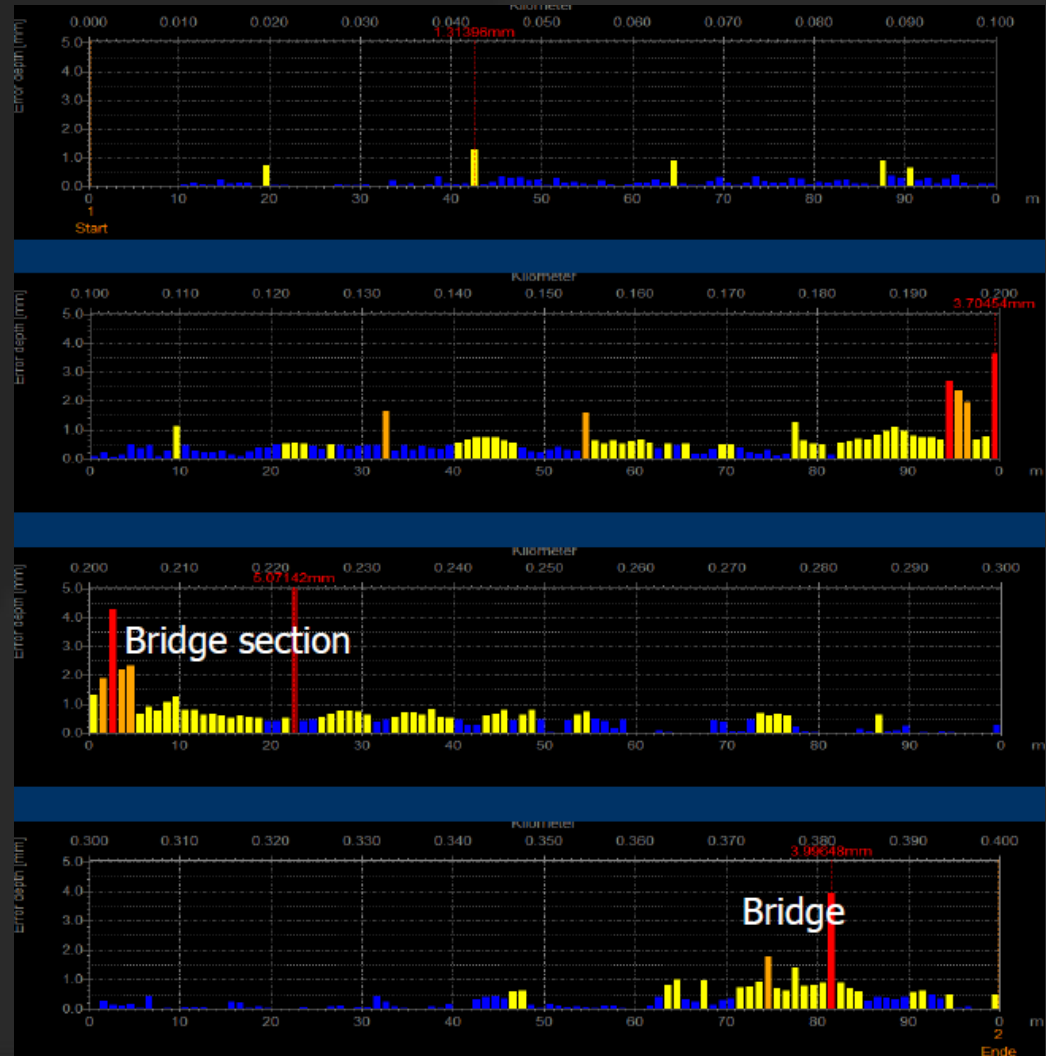 Kilometer
0.000 0.010 0.020 0.030 0.040 0.050 0.060 0.070 0.080 0.090 0.100
1.31396mm
Error depth [mm]
5.0
4.0
3.0
2.0
1.0
0.0
0 10 20 30 40 50 60 70 80 90 0 m
1
Start
Kilometer
0.100 0.110 0.120 0.130 0.140 0.150 0.160 0.170 0.180 0.190 0.200
3.70454mm
Error depth [mm]
5.0
4.0
3.0
2.0
1.0
0.0
0 10 20 30 40 50 60 70 80 90 0 m
Kilometer
0.200 0.210 0.220 0.230 0.240 0.250 0.260 0.270 0.280 0.290 0.300
6.07142mm
Error depth [mm]
5.0
4.0
Bridge section
3.0
2.0
1.0
0.0
0 10 20 30 40 50 60 70 80 90 0 m
Kilometer
0.300 0.310 0.320 0.330 0.340 0.350 0.360 0.370 0.380 0.390 0.400
3.99648mm
Error depth [mm]
5.0
4.0
Bridge
3.0
2.0
1.0
0.0
0 10 20 30 40 50 60 70 80 90 0 m
2
Ende